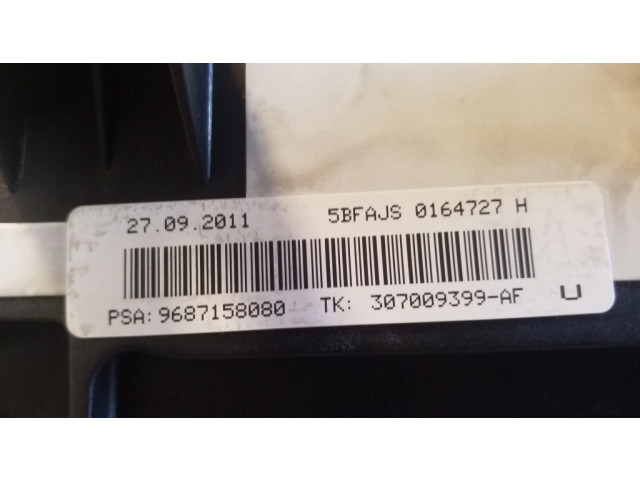 27.09.2011 5BFAJS 0164727 H
PSA: 9687158080 TK: 307009399-AF U